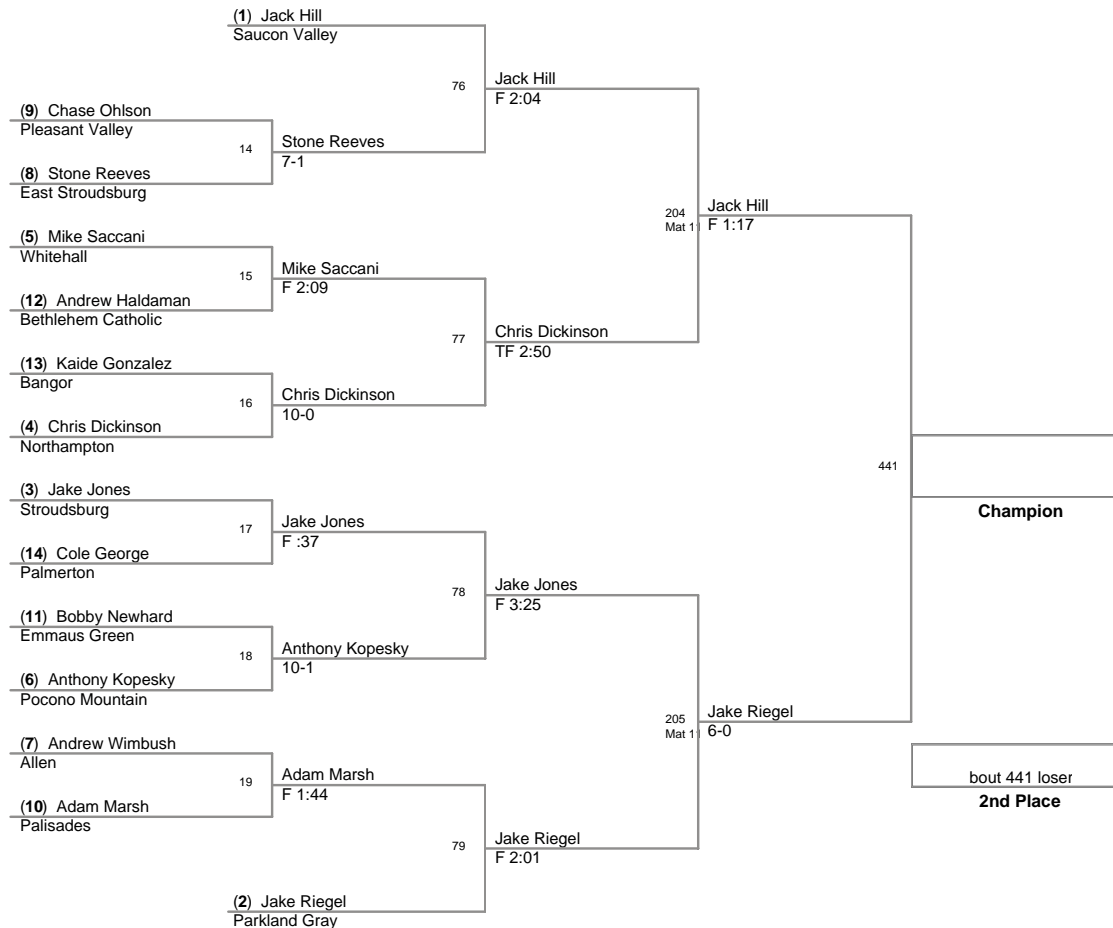 (1) Jack Hill
Saucon Valley
76
Jack Hill
F 2:04
(9) Chase Ohlson
Pleasant Valley
14
Stone Reeves
7-1
(8) Stone Reeves
East Stroudsburg
204
Mat 11
Jack Hill
F 1:17
(5) Mike Saccani
Whitehall
15
Mike Saccani
F 2:09
(12) Andrew Haldaman
Bethlehem Catholic
77
Chris Dickinson
TF 2:50
(13) Kaide Gonzalez
Bangor
16
Chris Dickinson
10-0
(4) Chris Dickinson
Northampton
441
Champion
(3) Jake Jones
Stroudsburg
17
Jake Jones
F :37
(14) Cole George
Palmerton
78
Jake Jones
F 3:25
(11) Bobby Newhard
Emmaus Green
18
Anthony Kopesky
10-1
(6) Anthony Kopesky
Pocono Mountain
205
Mat 11
Jake Riegel
6-0
(7) Andrew Wimbush
Allen
19
Adam Marsh
F 1:44
(10) Adam Marsh
Palisades
bout 441 loser
2nd Place
79
Jake Riegel
F 2:01
(2) Jake Riegel
Parkland Gray